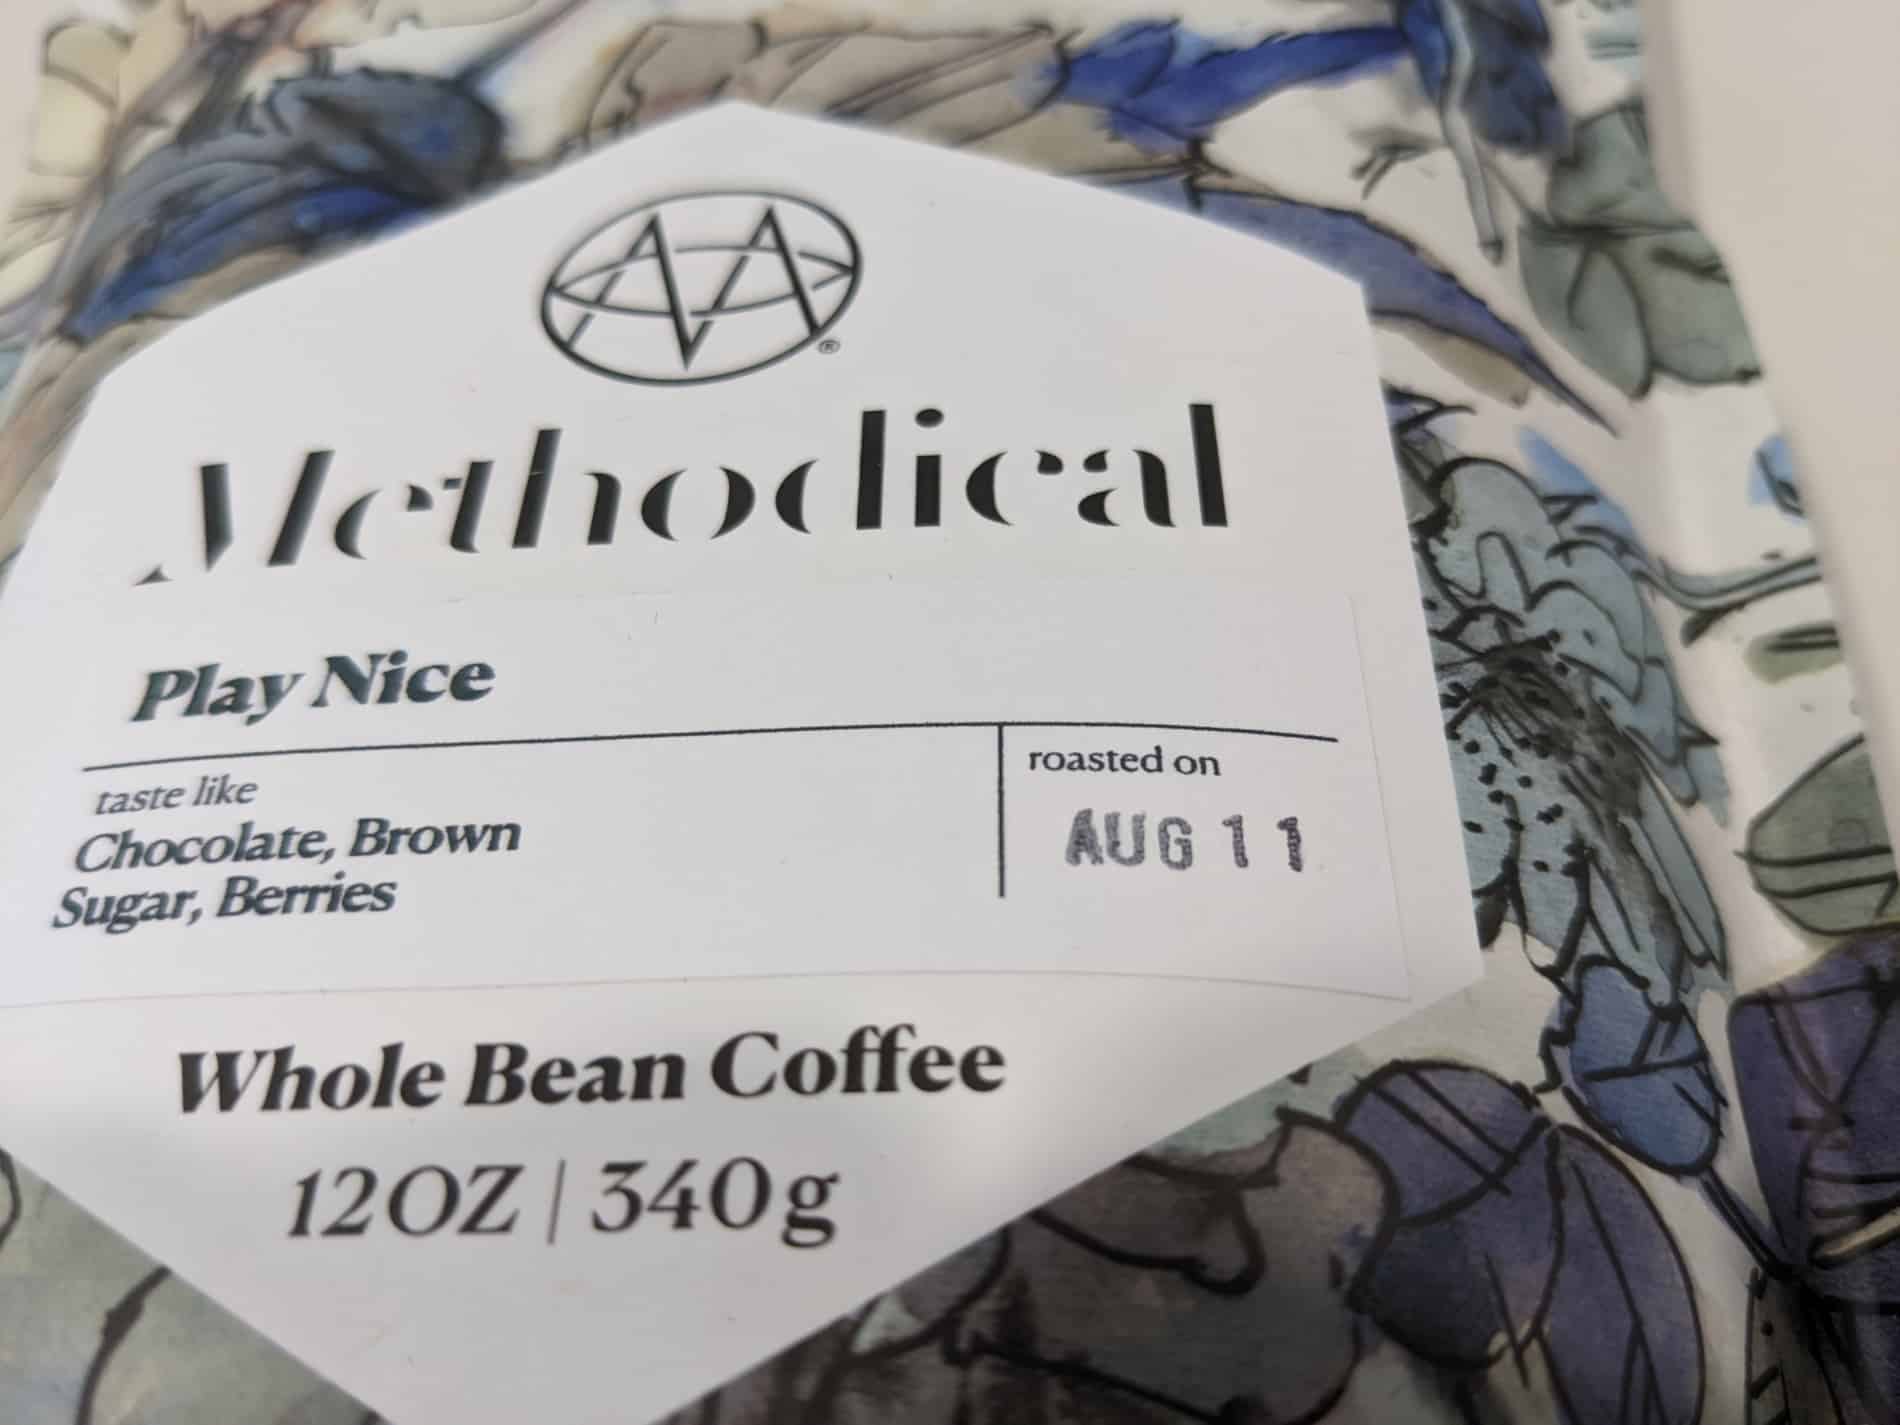 ®
Methodical
Play Nice
taste like
Chocolate, Brown
Sugar, Berries
roasted on
AUG 11
Whole Bean Coffee
12OZ | 340g